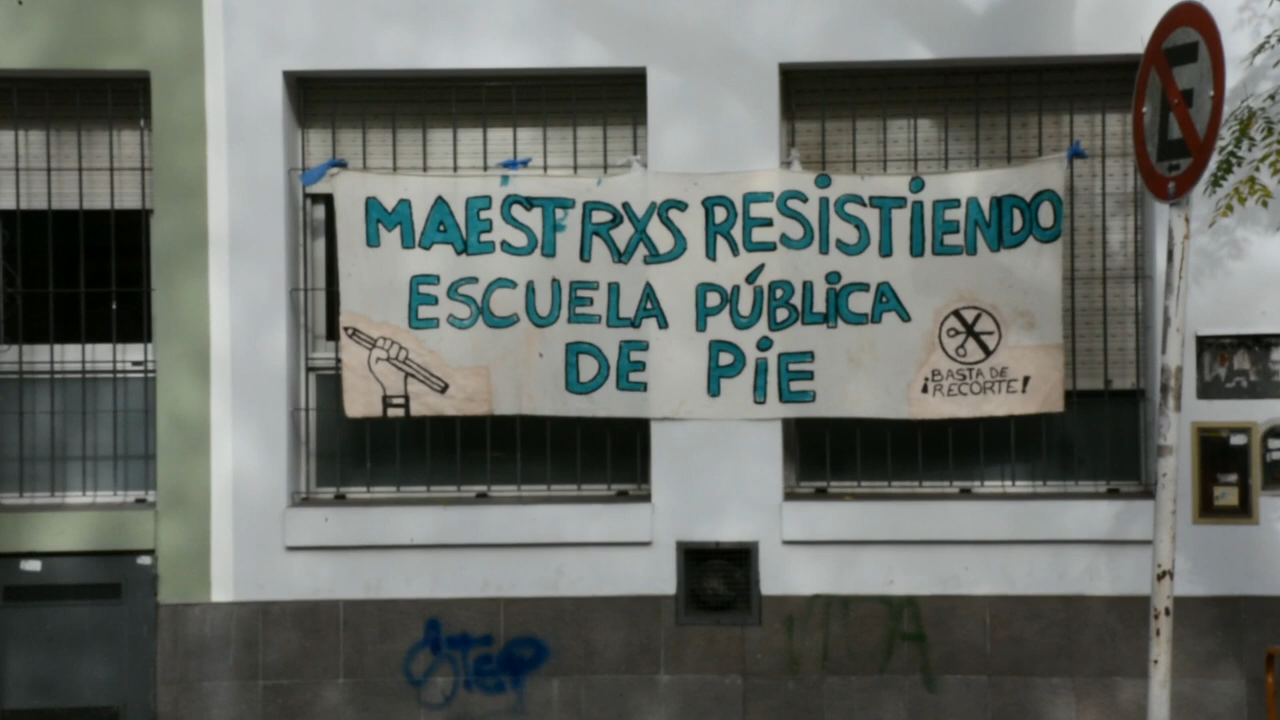 MAESTRXS RESISTIENDO
ESCUELA PÚBLICA
DE PIE
¡BASTA DE
RECORTE!
E